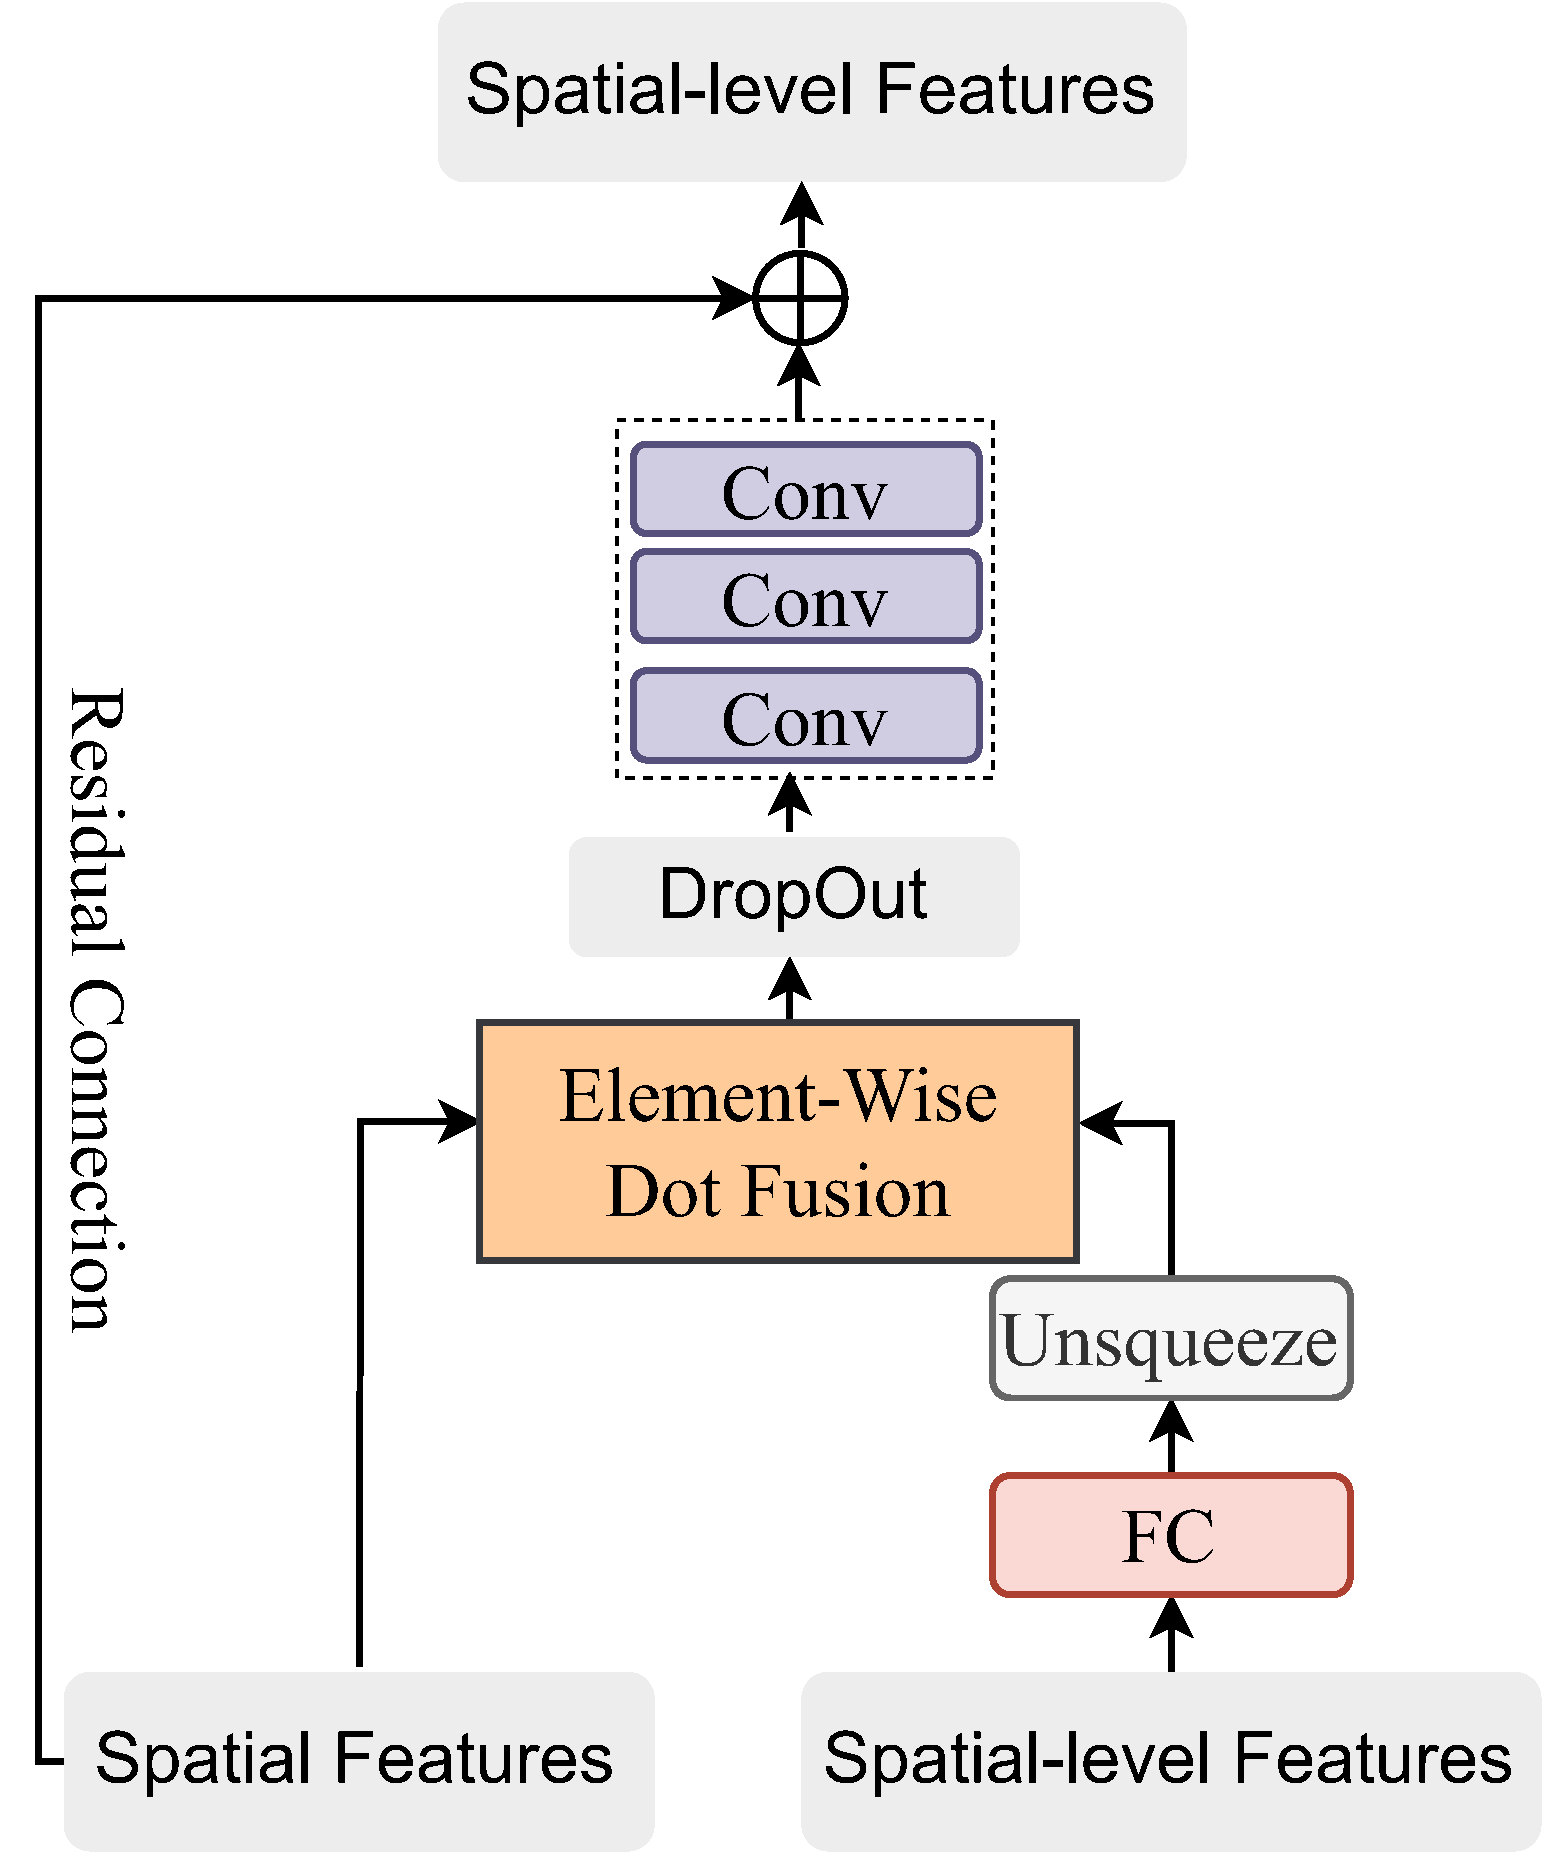 Spatial-level Features
Conv
Conv
Conv
Residual Connection
DropOut
Element-Wise
Dot Fusion
Unsqueeze
FC
Spatial Features
Spatial-level Features